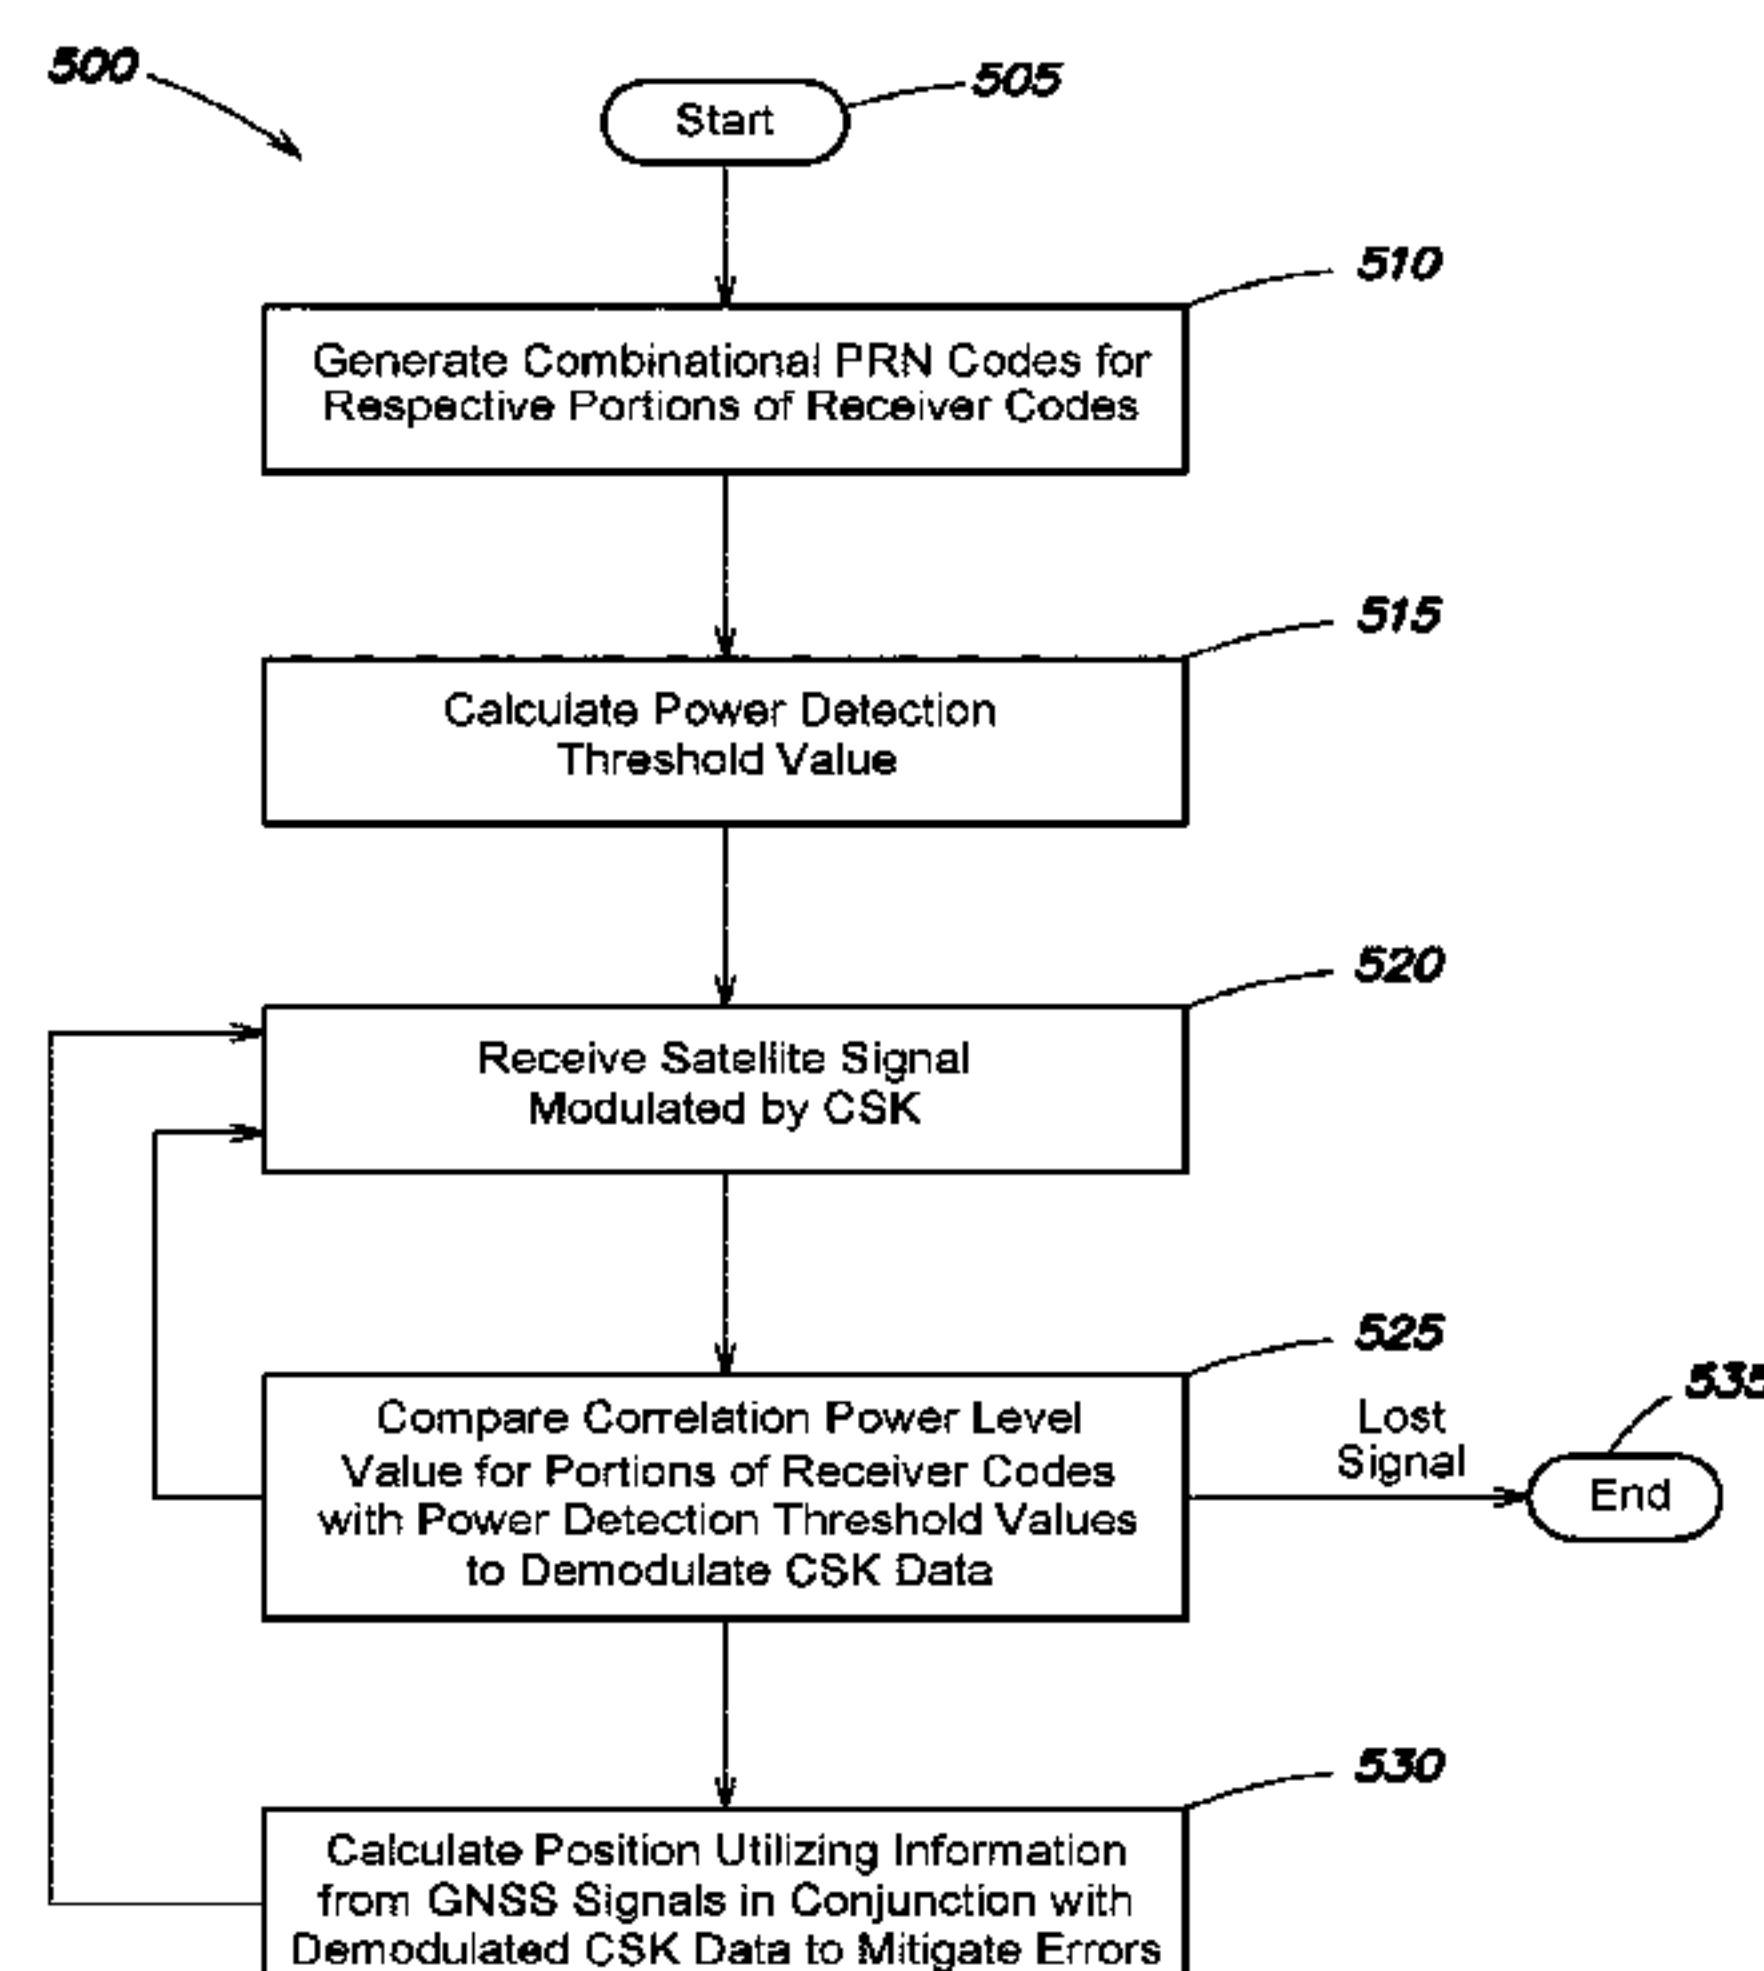 500
505
Start
510
Generate Combinational PRN Codes for
Respective Portions of Receiver Codes
515
Calculate Power Detection
Threshold Value
520
Receive Satellite Signal
Modulated by CSK
525
535
Compare Correlation Power Level
Value for Portions of Receiver Codes
with Power Detection Threshold Values
to Demodulate CSK Data
Lost
Signal
End
530
Calculate Position Utilizing Information
from GNSS Signals in Conjunction with
Demodulated CSK Data to Mitigate Errors